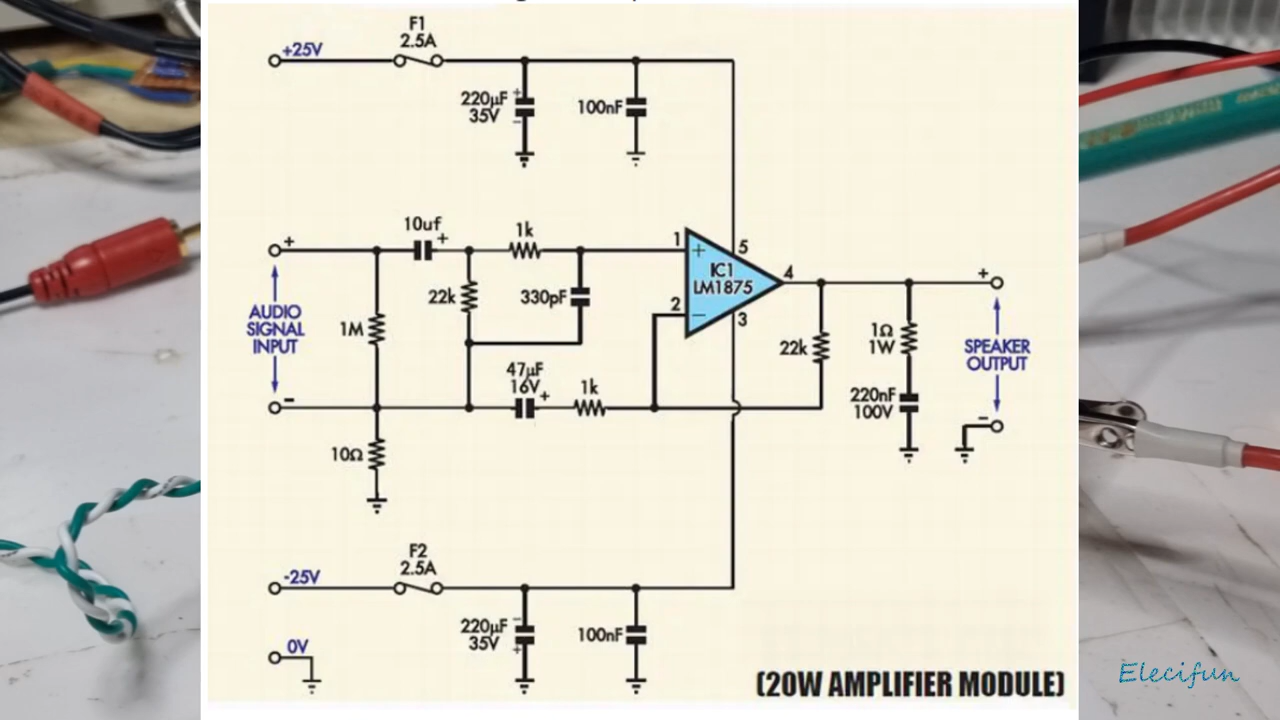 F1
2.5A
+25V
220µF
35V
+
−
100nF
10uf
+
1k
+
AUDIO
SIGNAL
INPUT
-
1M
22k
330pF
1
+
5
IC1
LM1875
4
2
−
3
47µF
16V
+
1k
22k
1Ω
1W
220nF
100V
+
SPEAKER
OUTPUT
−
10Ω
F2
2.5A
-25V
220µF
35V
−
+
100nF
0V
(20W AMPLIFIER MODULE)
Elecifun